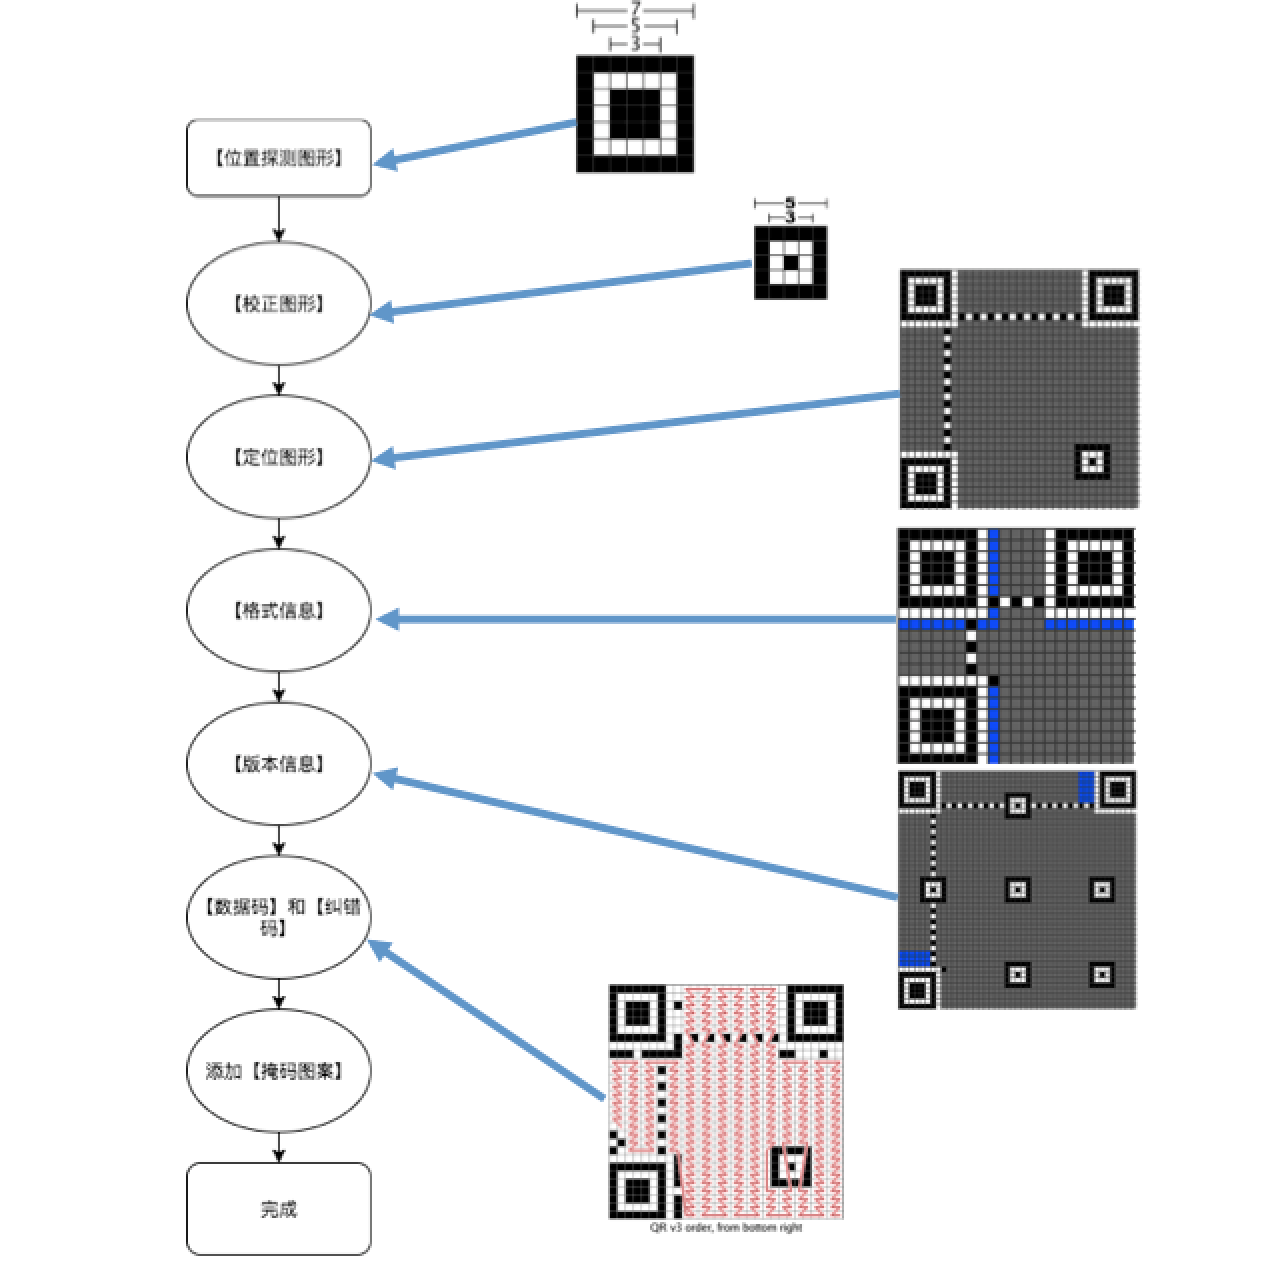 7
5
3
【位置探测图形】
5
3
【校正图形】
【定位图形】
【格式信息】
【版本信息】
【数据码】和【纠错
码】
添加【掩码图案】
完成
QR v3 order, from bottom right